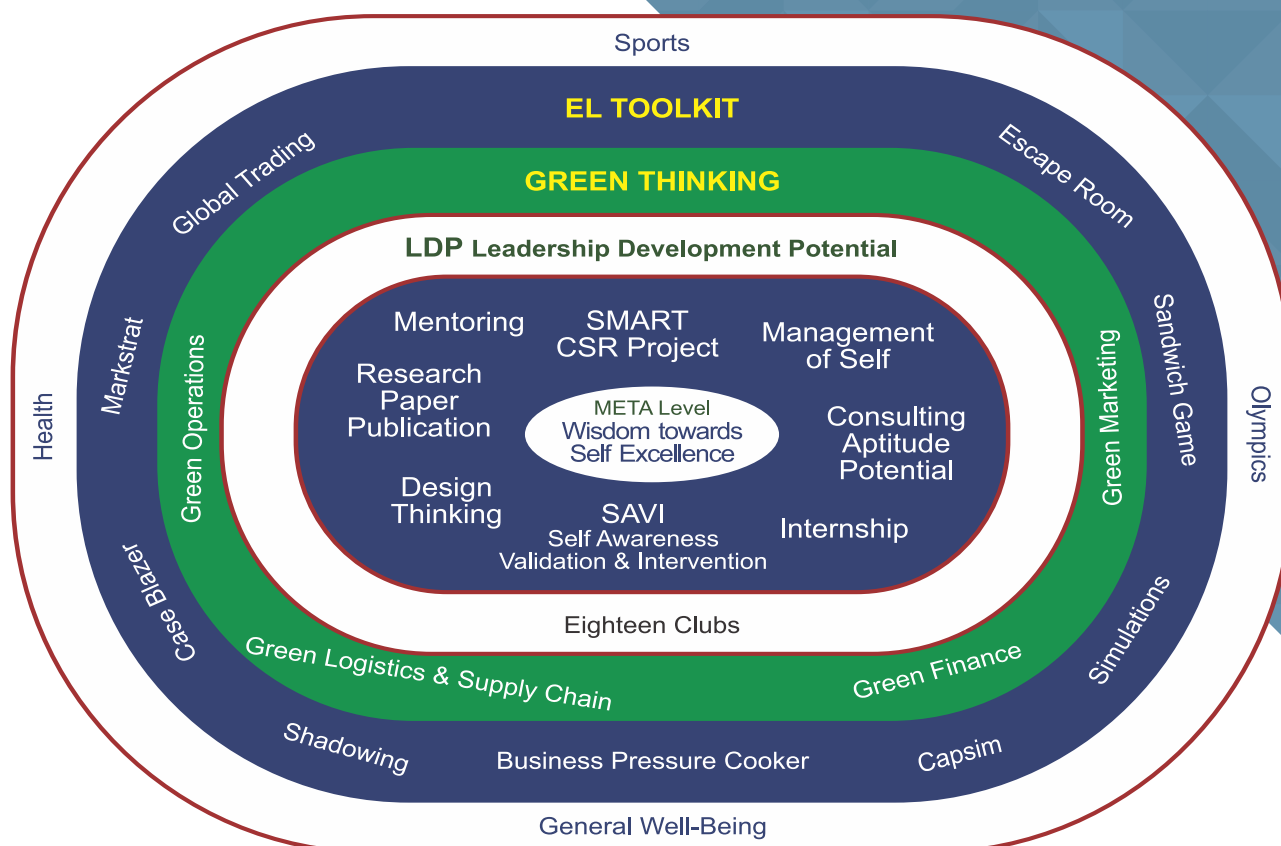 Sports
EL TOOLKIT
Global Trading
Escape Room
GREEN THINKING
LDP Leadership Development Potential
Markstrat
Sandwich Game
Health
Olympics
Green Operations
Green Marketing
Mentoring
SMART
CSR Project
Management
of Self
Research
Paper
Publication
META Level
Wisdom towards
Self Excellence
Consulting
Aptitude
Potential
Design
Thinking
SAVI
Self Awareness
Validation & Intervention
Internship
Eighteen Clubs
Case Blazer
Simulations
Green Logistics & Supply Chain
Green Finance
Shadowing
Business Pressure Cooker
Capsim
General Well-Being